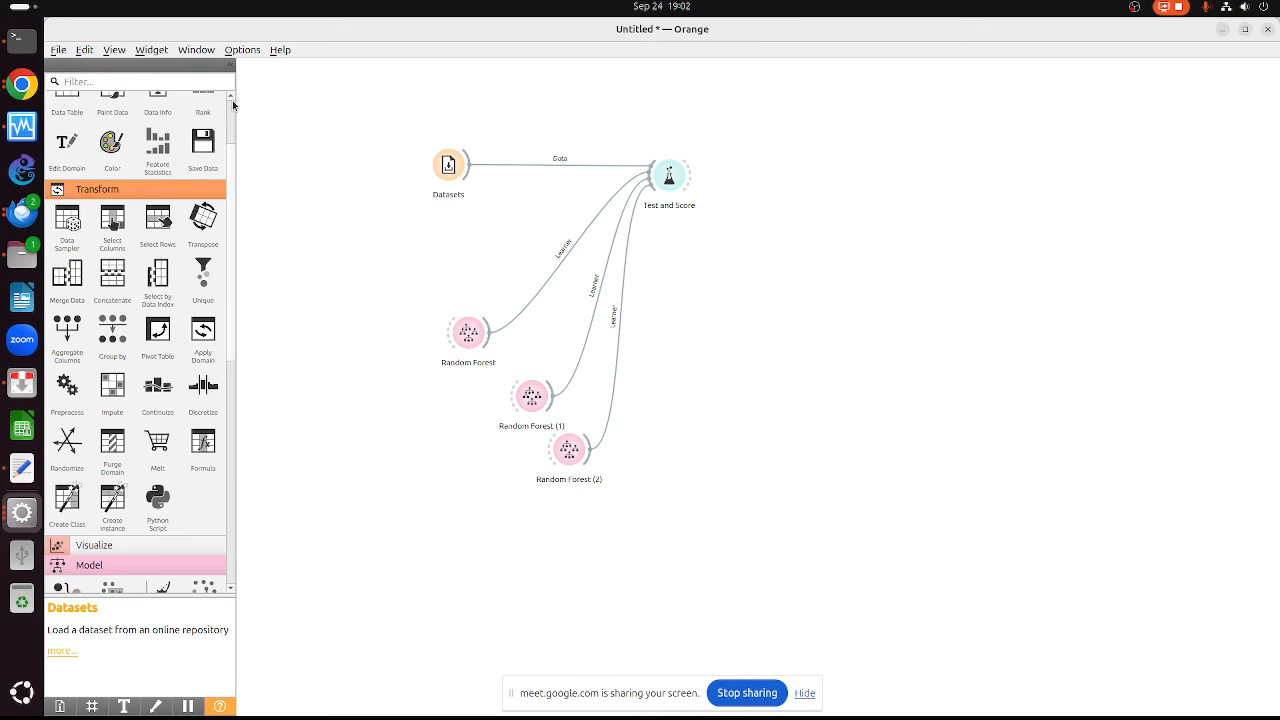 Sep 24 19:02
Untitled * — Orange
File Edit View Widget Window Options Help
Filter...
Data Table Paint Data Data Info Rank
Edit Domain Color Feature Statistics Save Data
Transform
Data Sampler Select Columns Select Rows Transpose
Merge Data Concatenate Select by Data Index Unique
Aggregate Columns Group by Pivot Table Apply Domain
Preprocess Impute Continuize Discretize
Randomize Purge Domain Melt Formula
Create Class Create Instance Python Script
Visualize
Model
Datasets
Load a dataset from an online repository
more...
Data
Datasets
Test and Score
Learner
Learner
Learner
Random Forest
Random Forest (1)
Random Forest (2)
2
1
zoom
meet.google.com is sharing your screen. Stop sharing Hide